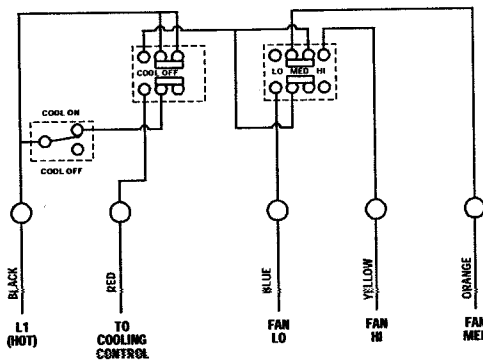 COOL OFF
LO MED HI
COOL ON
COOL OFF
BLACK
RED
BLUE
YELLOW
ORANGE
L1
(HOT)
TO
COOLING
CONTROL
FAN
LO
FAN
HI
FAN
MED